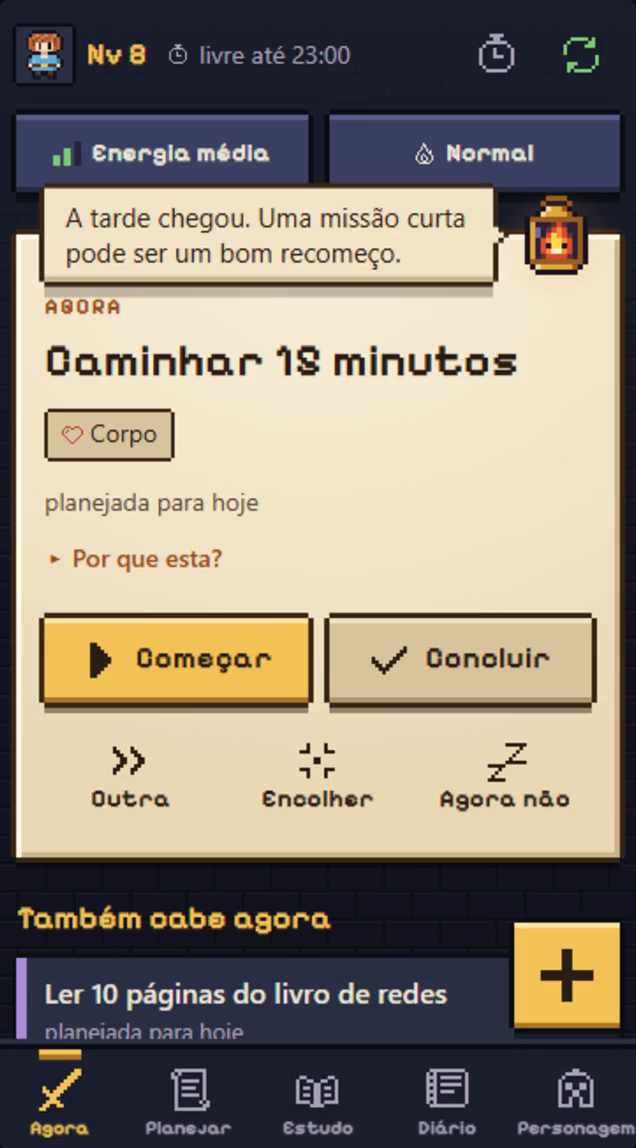 Nv 8
livre até 23:00
Energia média
Normal
A tarde chegou. Uma missão curta
pode ser um bom recomeço.
AGORA
Caminhar 15 minutos
Corpo
planejada para hoje
Por que esta?
Começar
Concluir
Outra
Encolher
Agora não
Também cabe agora
Ler 10 páginas do livro de redes
planejada para hoje
Agora
Planejar
Estudo
Diário
Personagem